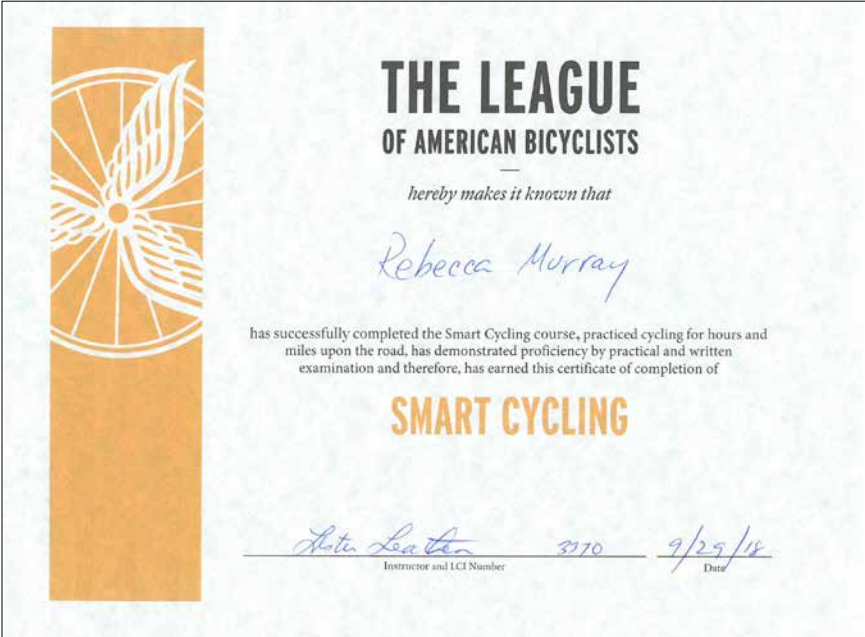 THE LEAGUE
OF AMERICAN BICYCLISTS
hereby makes it known that
Rebecca Murray
has successfully completed the Smart Cycling course, practiced cycling for hours and
miles upon the road, has demonstrated proficiency by practical and written
examination and therefore, has earned this certificate of completion of
SMART CYCLING
3370 9/29/18
Instructor and LCI Number Date